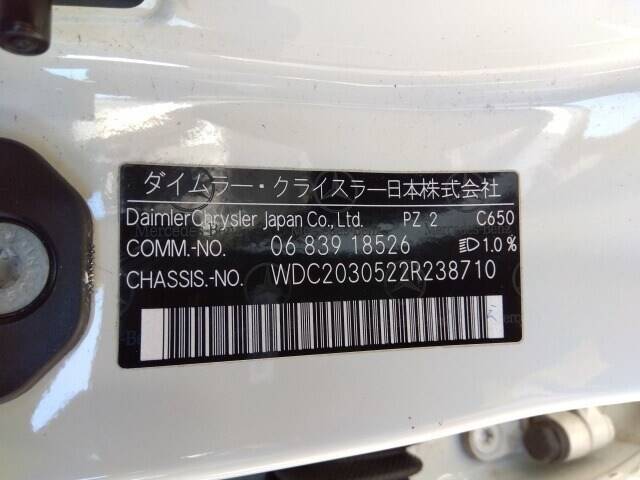 ダイムラー・クライスラー日本株式会社
DaimlerChrysler Japan Co., Ltd. PZ 2 C650
COMM.-NO. 06 839 18526 1.0 %
CHASSIS.-NO. WDC2030522R238710